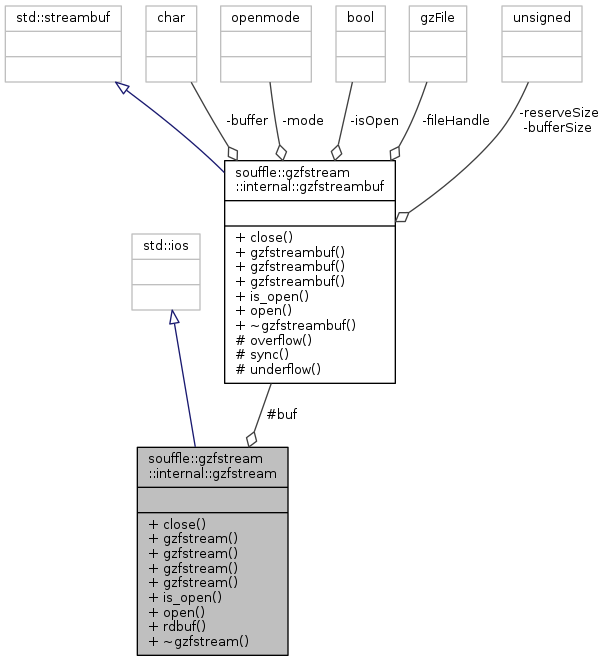 std::streambuf
char
openmode
bool
gzFile
unsigned
-buffer
-mode
-isOpen
-fileHandle
-reserveSize
-bufferSize
souffle::gzfstream
::internal::gzfstreambuf
+ close()
+ gzfstreambuf()
+ gzfstreambuf()
+ gzfstreambuf()
+ is_open()
+ open()
+ ~gzfstreambuf()
# overflow()
# sync()
# underflow()
std::ios
#buf
souffle::gzfstream
::internal::gzfstream
+ close()
+ gzfstream()
+ gzfstream()
+ gzfstream()
+ gzfstream()
+ is_open()
+ open()
+ rdbuf()
+ ~gzfstream()